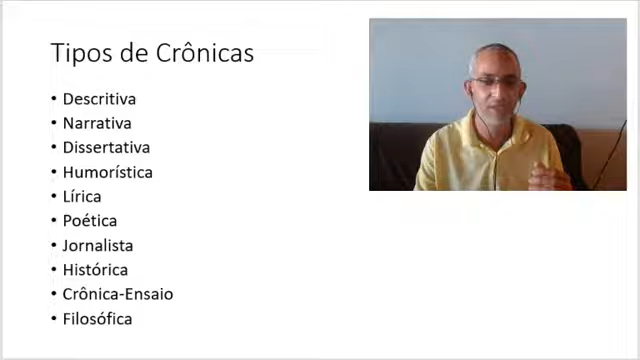 Tipos de Crônicas
• Descritiva
• Narrativa
• Dissertativa
• Humorística
• Lírica
• Poética
• Jornalista
• Histórica
• Crônica-Ensaio
• Filosófica